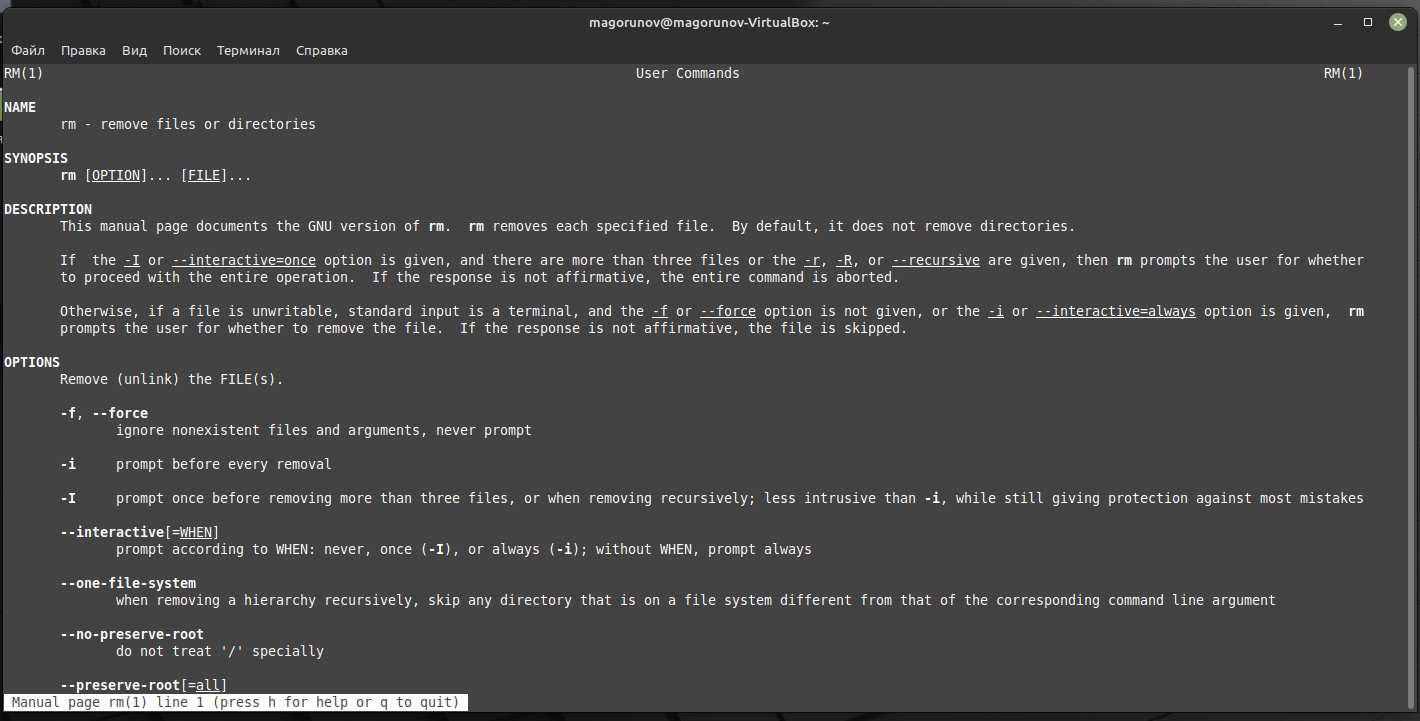 magorunov@magorunov-VirtualBox: ~
Файл Правка Вид Поиск Терминал Справка
RM(1) User Commands RM(1)
NAME
rm - remove files or directories
SYNOPSIS
rm [OPTION]... [FILE]...
DESCRIPTION
This manual page documents the GNU version of rm.  rm removes each specified file.  By default, it does not remove directories.
If  the -I or --interactive=once option is given, and there are more than three files or the -r, -R, or --recursive are given, then rm prompts the user for whether
to proceed with the entire operation.  If the response is not affirmative, the entire command is aborted.
Otherwise, if a file is unwritable, standard input is a terminal, and the -f or --force option is not given, or the -i or --interactive=always option is given,  rm
prompts the user for whether to remove the file.  If the response is not affirmative, the file is skipped.
OPTIONS
Remove (unlink) the FILE(s).
-f, --force
ignore nonexistent files and arguments, never prompt
-i prompt before every removal
-I prompt once before removing more than three files, or when removing recursively; less intrusive than -i, while still giving protection against most mistakes
--interactive[=WHEN]
prompt according to WHEN: never, once (-I), or always (-i); without WHEN, prompt always
--one-file-system
when removing a hierarchy recursively, skip any directory that is on a file system different from that of the corresponding command line argument
--no-preserve-root
do not treat '/' specially
--preserve-root[=all]
Manual page rm(1) line 1 (press h for help or q to quit)